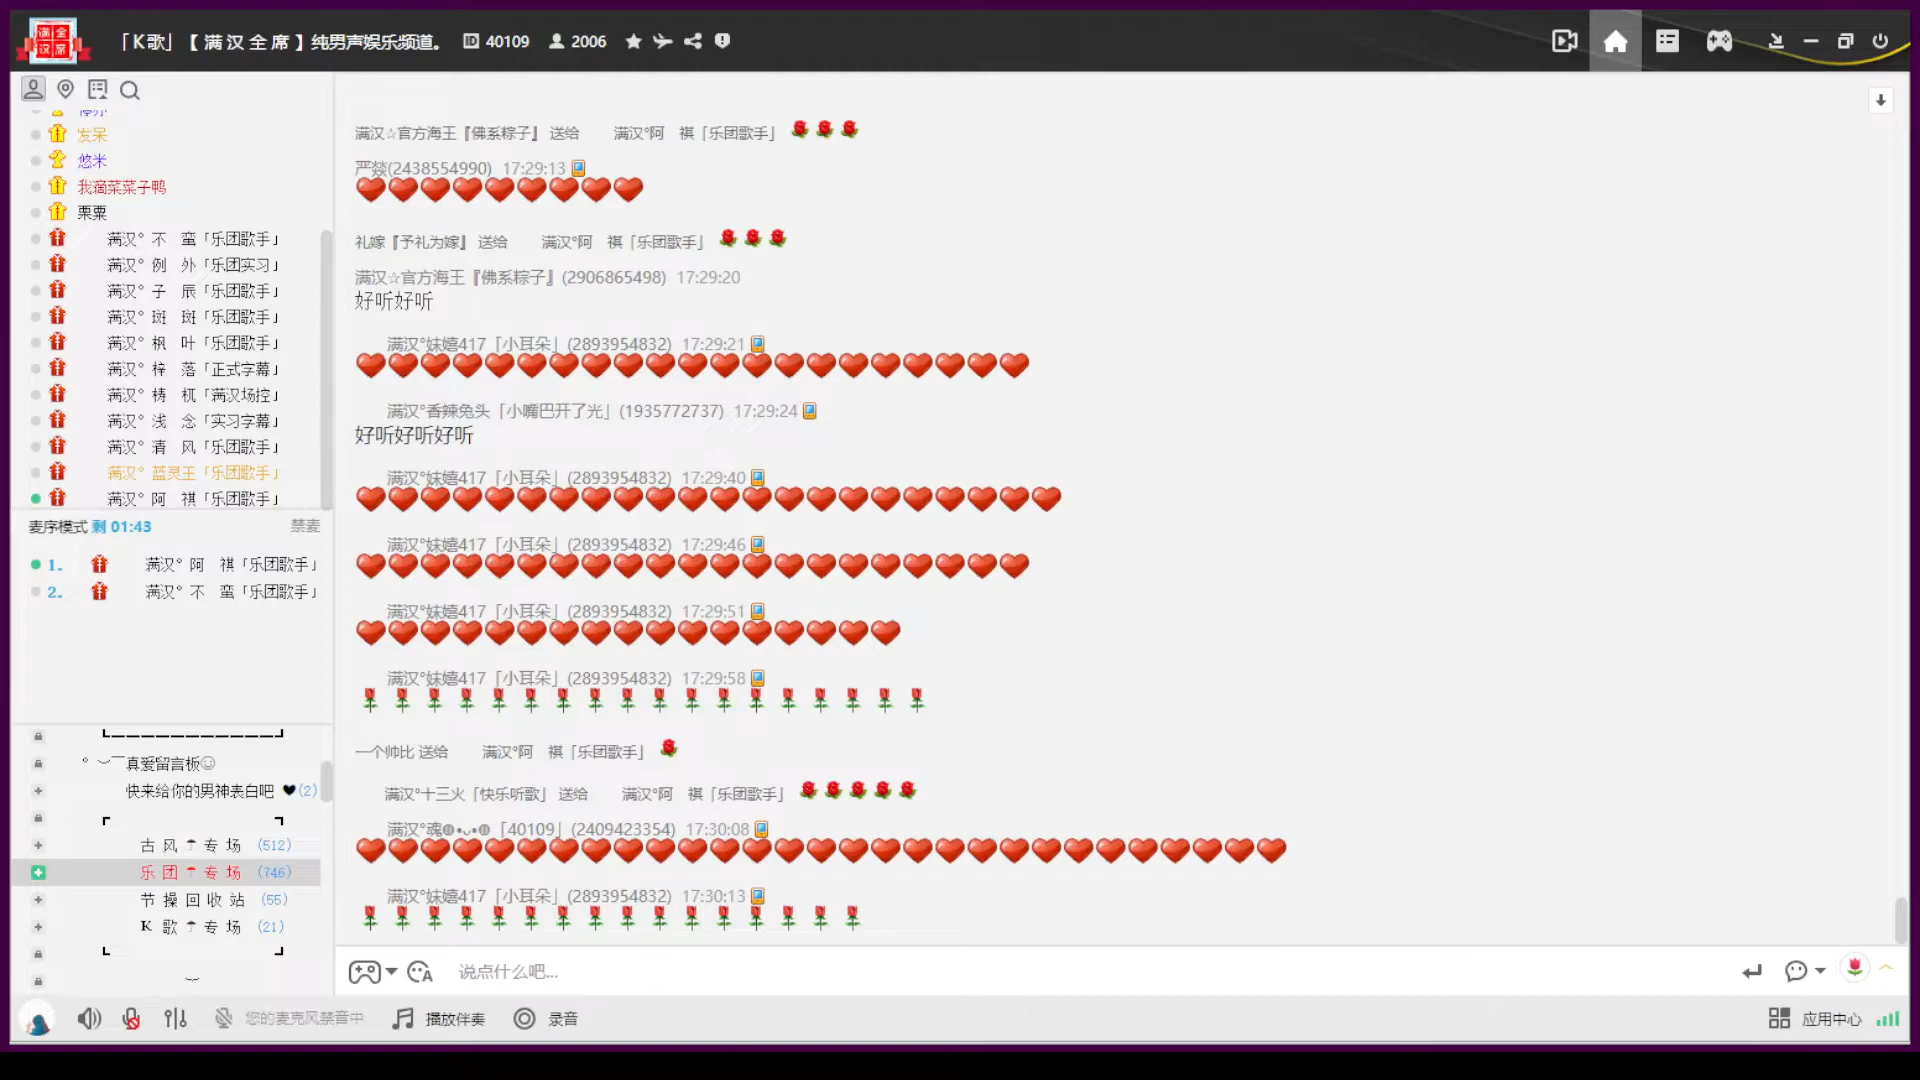 满汉全席
「K歌」【 满 汉 全 席 】纯男声娱乐频道。 ID 40109 2006
发呆
悠米
我滴菜菜子鸭
栗粟
满汉° 不 蛮「乐团歌手」
满汉° 例 外「乐团实习」
满汉° 子 辰「乐团歌手」
满汉° 斑 斑「乐团歌手」
满汉° 枫 叶「乐团歌手」
满汉° 梓 落「正式字幕」
满汉° 梼 杌「满汉场控」
满汉° 浅 念「实习字幕」
满汉° 清 风「乐团歌手」
满汉° 蓝灵王「乐团歌手」
满汉° 阿 祺「乐团歌手」
麦序模式 剩 01:43 禁麦
1. 满汉° 阿 祺「乐团歌手」
2. 满汉° 不 蛮「乐团歌手」
真爱留言板
快来给你的男神表白吧 ♥(2)
古 风 ☂ 专 场 (512)
乐 团 ☂ 专 场 (746)
节 操 回 收 站 (55)
K 歌 ☂ 专 场 (21)
满汉☆官方海王『佛系粽子』 送给 满汉°阿 祺「乐团歌手」
严燚(2438554990) 17:29:13
礼嫁『予礼为嫁』 送给 满汉°阿 祺「乐团歌手」
满汉☆官方海王『佛系粽子』(2906865498) 17:29:20
好听好听
满汉°妹嬉417「小耳朵」(2893954832) 17:29:21
满汉°香辣兔头「小嘴巴开了光」(1935772737) 17:29:24
好听好听好听
满汉°妹嬉417「小耳朵」(2893954832) 17:29:40
满汉°妹嬉417「小耳朵」(2893954832) 17:29:46
满汉°妹嬉417「小耳朵」(2893954832) 17:29:51
满汉°妹嬉417「小耳朵」(2893954832) 17:29:58
一个帅比 送给 满汉°阿 祺「乐团歌手」
满汉°十三火「快乐听歌」 送给 满汉°阿 祺「乐团歌手」
满汉°魂◍•ᴗ•◍「40109」(2409423354) 17:30:08
满汉°妹嬉417「小耳朵」(2893954832) 17:30:13
说点什么吧...
您的麦克风禁音中 播放伴奏 录音 应用中心